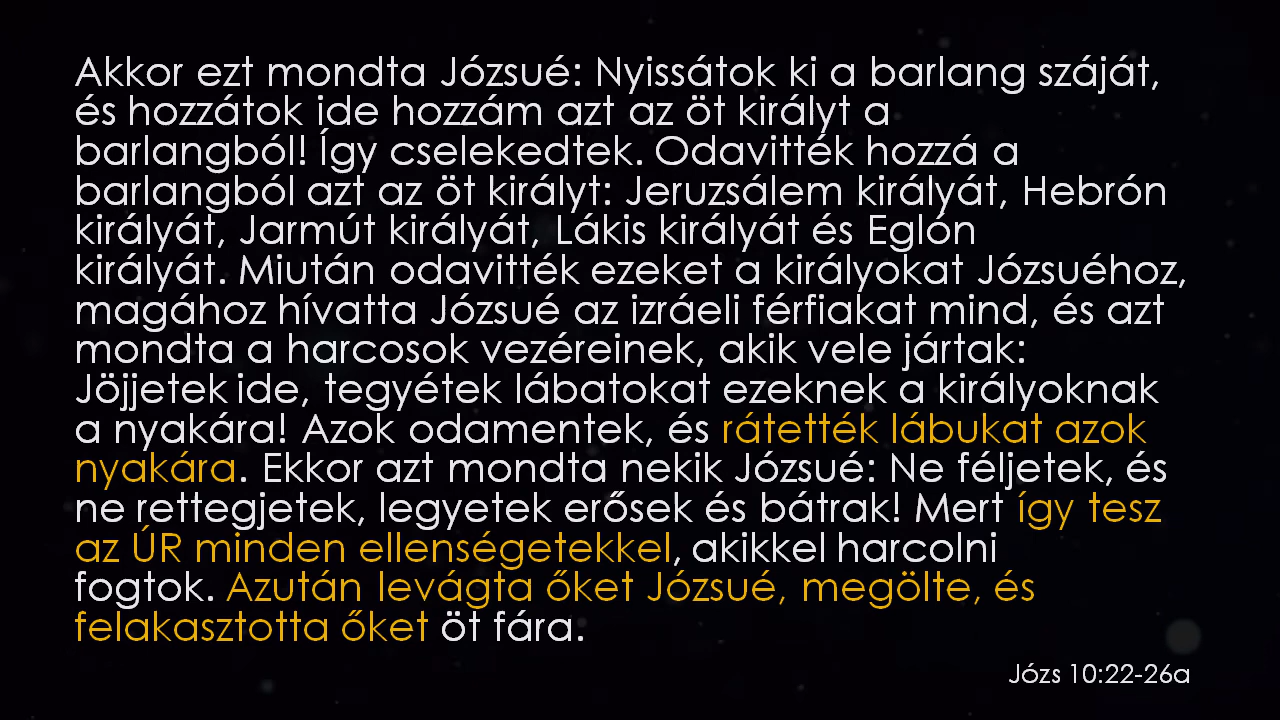 Akkor ezt mondta Józsué: Nyissátok ki a barlang száját,
és hozzátok ide hozzám azt az öt királyt a
barlangból! Így cselekedtek. Odavitték hozzá a
barlangból azt az öt királyt: Jeruzsálem királyát, Hebrón
királyát, Jarmút királyát, Lákis királyát és Eglón
királyát. Miután odavitték ezeket a királyokat Józsuéhoz,
magához hívatta Józsué az izráeli férfiakat mind, és azt
mondta a harcosok vezéreinek, akik vele jártak:
Jöjjetek ide, tegyétek lábatokat ezeknek a királyoknak
a nyakára! Azok odamentek, és rátették lábukat azok
nyakára. Ekkor azt mondta nekik Józsué: Ne féljetek, és
ne rettegjetek, legyetek erősek és bátrak! Mert így tesz
az ÚR minden ellenségetekkel, akikkel harcolni
fogtok. Azután levágta őket Józsué, megölte, és
felakasztotta őket öt fára.
Józs 10:22-26a